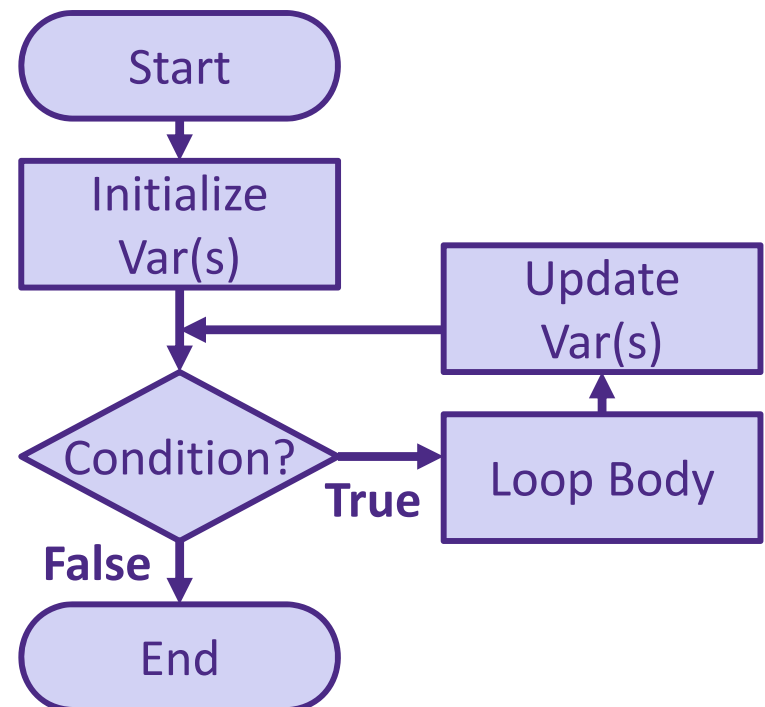 Start
Initialize
Var(s)
Update
Var(s)
Condition?
True
Loop Body
False
End